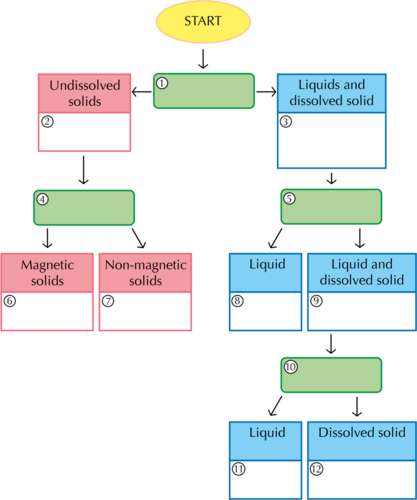 START
①
Undissolved
solids
②
Liquids and
dissolved solid
③
④
⑤
Magnetic
solids
⑥
Non-magnetic
solids
⑦
Liquid
⑧
Liquid and
dissolved solid
⑨
⑩
Liquid
⑪
Dissolved solid
⑫